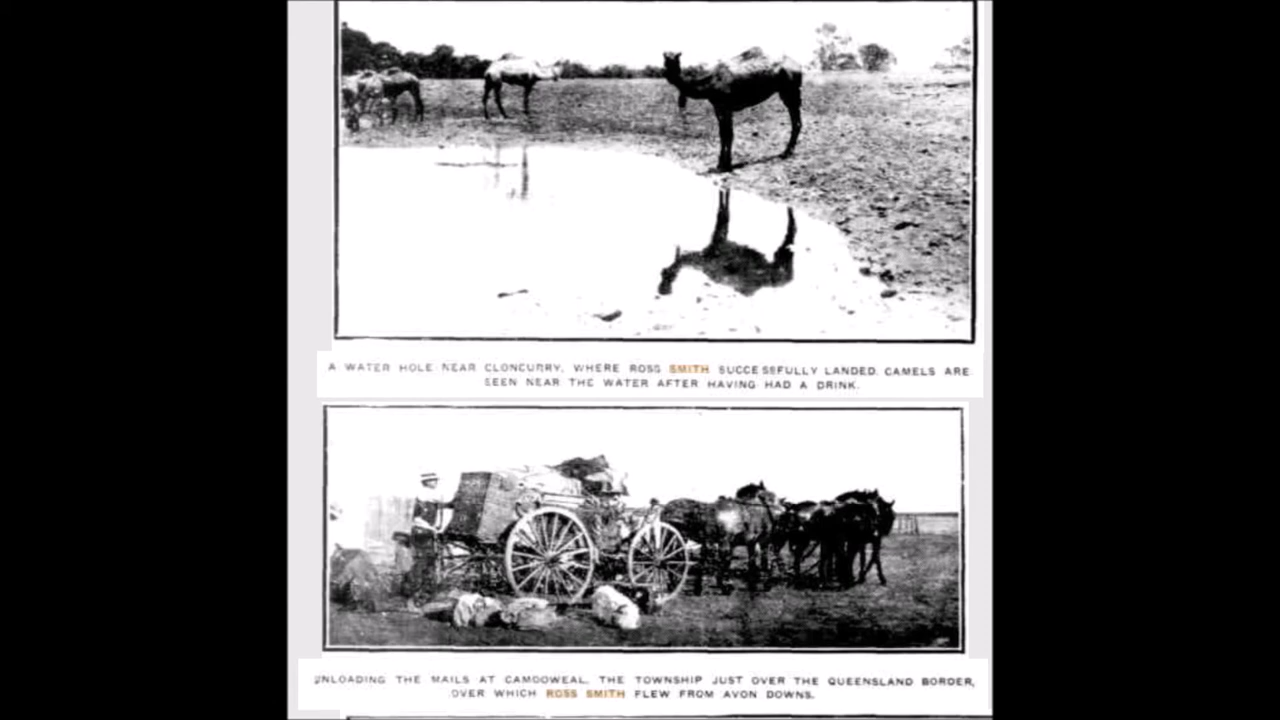 A WATER HOLE NEAR CLONCURRY, WHERE ROSS SMITH SUCCESSFULLY LANDED. CAMELS ARE
SEEN NEAR THE WATER AFTER HAVING HAD A DRINK.
UNLOADING THE MAILS AT CAMOOWEAL, THE TOWNSHIP JUST OVER THE QUEENSLAND BORDER,
OVER WHICH ROSS SMITH FLEW FROM AVON DOWNS.